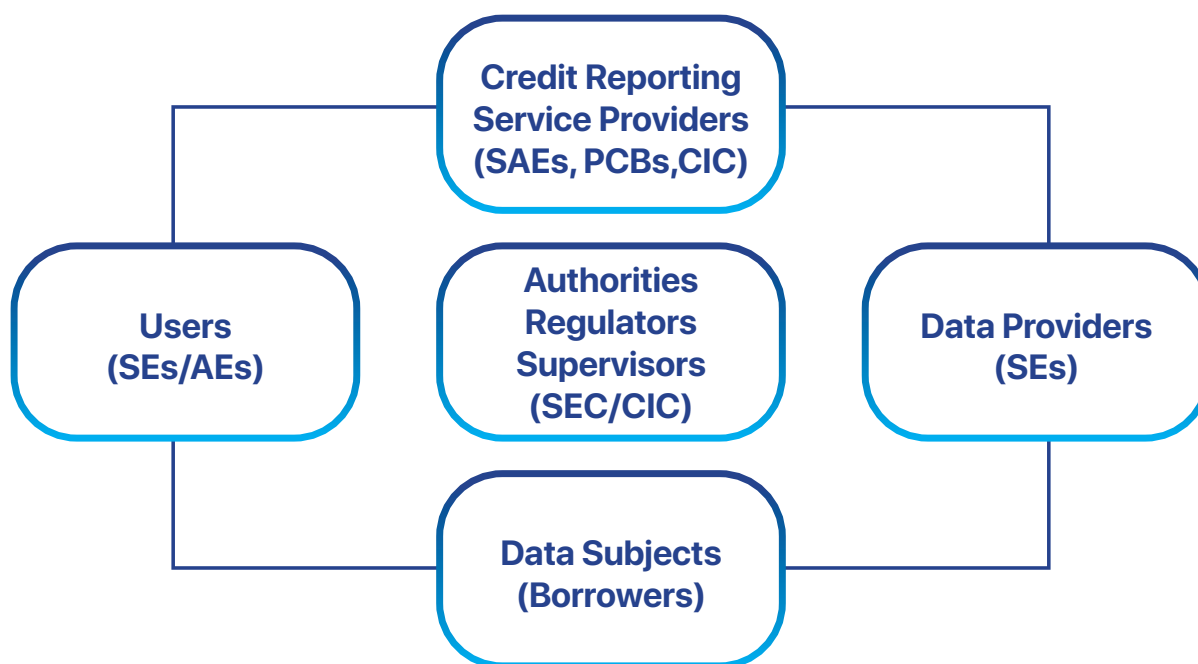 Credit Reporting
Service Providers
(SAEs, PCBs,CIC)
Users
(SEs/AEs)
Authorities
Regulators
Supervisors
(SEC/CIC)
Data Providers
(SEs)
Data Subjects
(Borrowers)